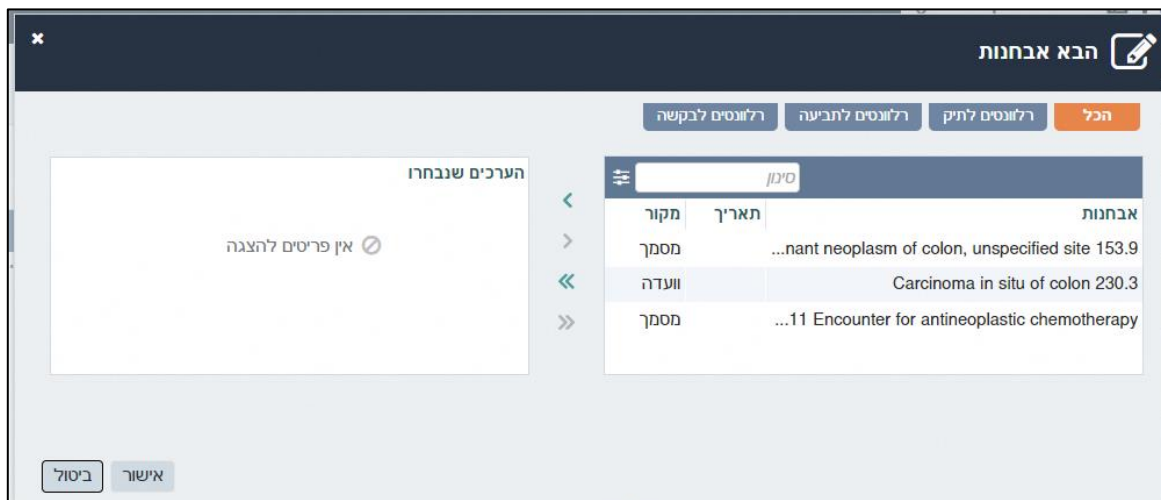 הבא אבחנות
הכל
רלוונטים לתיק
רלוונטים לתביעה
רלוונטים לבקשה
סינון
אבחנות תאריך מקור
...nant neoplasm of colon, unspecified site 153.9 מסמך
Carcinoma in situ of colon 230.3 וועדה
...11 Encounter for antineoplastic chemotherapy מסמך
הערכים שנבחרו
אין פריטים להצגה
אישור
ביטול